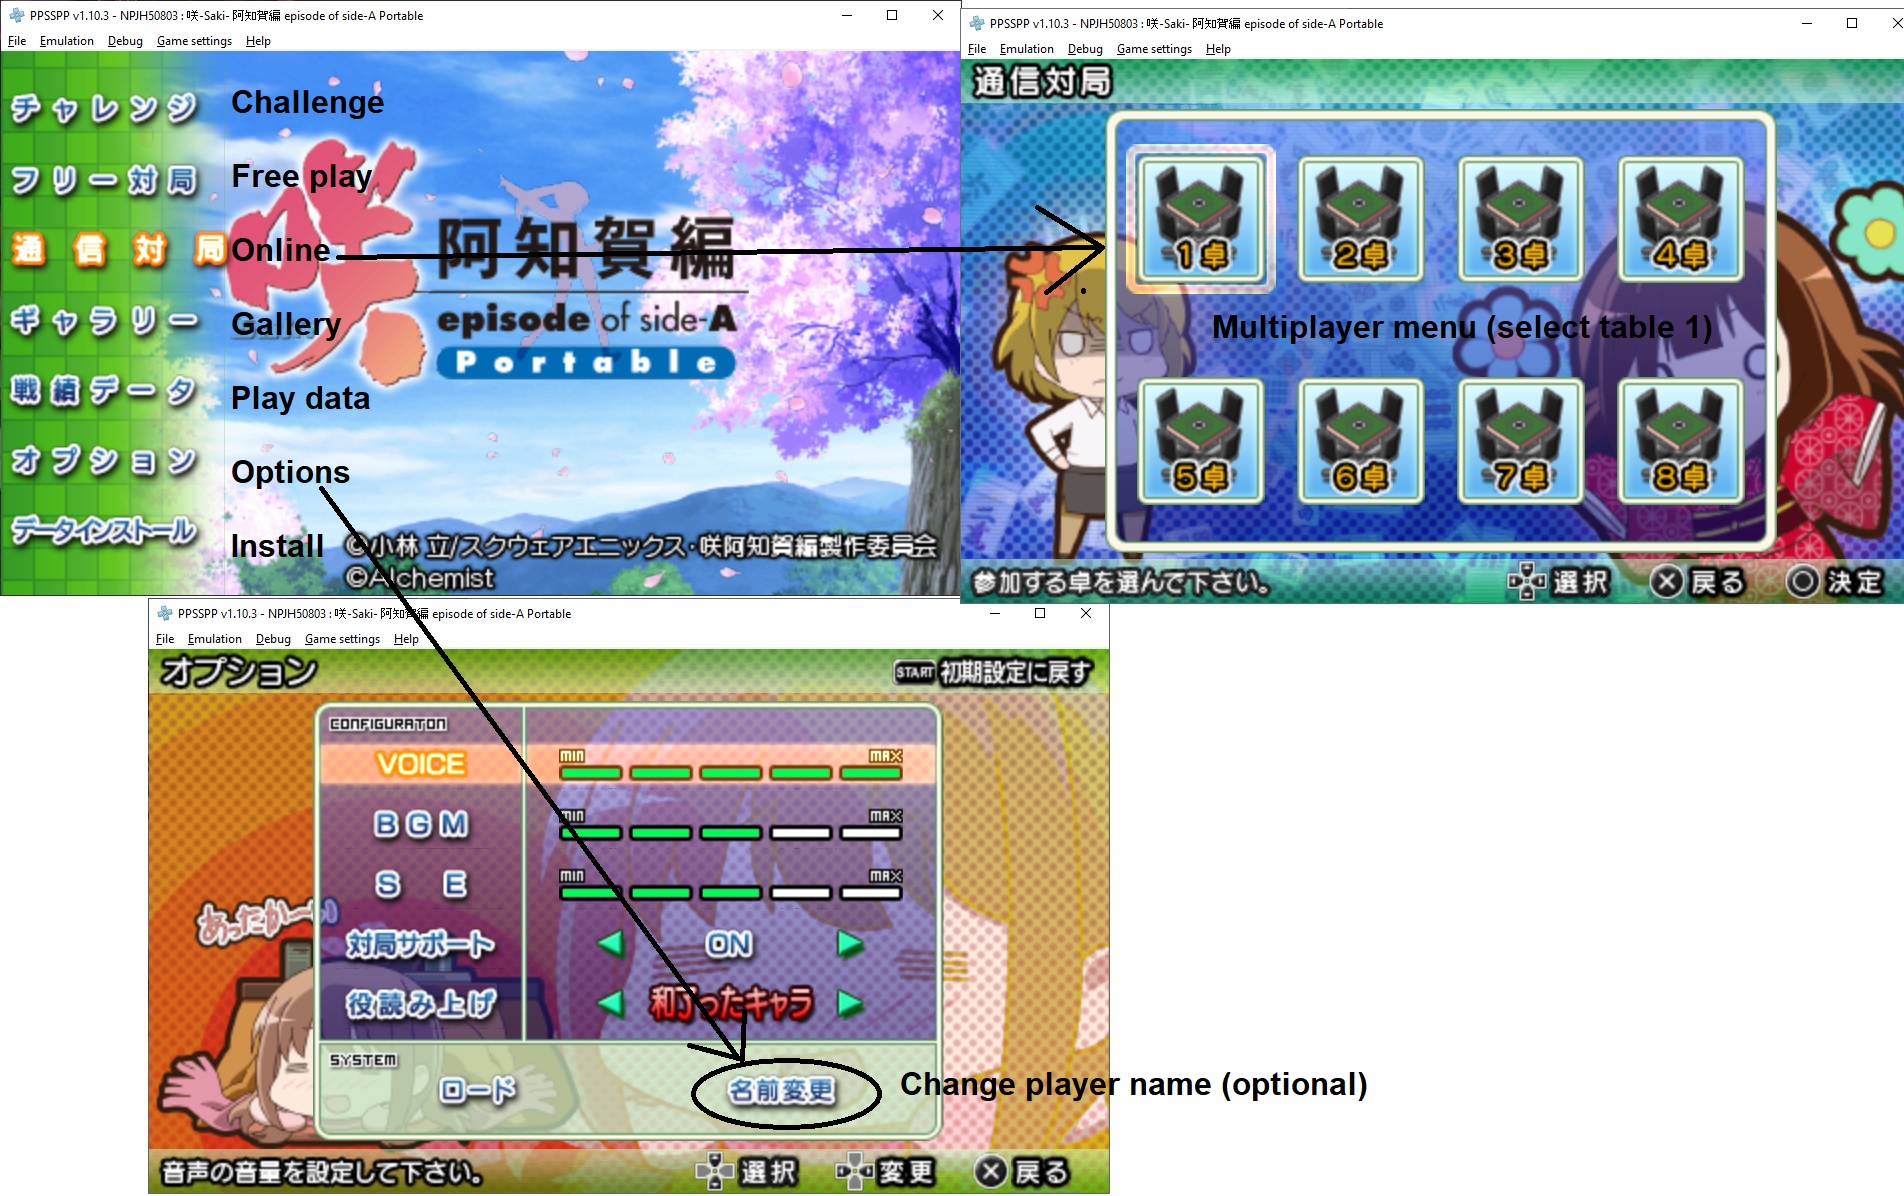 PPSSPP v1.10.3 - NPJH50803 : 咲-Saki- 阿知賀編 episode of side-A Portable
File Emulation Debug Game settings Help
チャレンジ Challenge
フリー対局 Free play
通信対局 Online
ギャラリー Gallery
戦績データ Play data
オプション Options
データインストール Install
咲
阿知賀編
episode of side-A
Portable
©小林 立/スクウェアエニックス・咲阿知賀編製作委員会
©Alchemist
PPSSPP v1.10.3 - NPJH50803 : 咲-Saki- 阿知賀編 episode of side-A Portable
File Emulation Debug Game settings Help
通信対局
1卓 2卓 3卓 4卓
Multiplayer menu (select table 1)
5卓 6卓 7卓 8卓
参加する卓を選んで下さい。 選択 戻る 決定
PPSSPP v1.10.3 - NPJH50803 : 咲-Saki- 阿知賀編 episode of side-A Portable
File Emulation Debug Game settings Help
オプション START 初期設定に戻す
CONFIGURATION
VOICE MIN MAX
BGM MIN MAX
SE MIN MAX
あったか〜い
対局サポート ON
役読み上げ 和了ったキャラ
SYSTEM
ロード 名前変更 Change player name (optional)
音声の音量を設定して下さい。 選択 変更 戻る